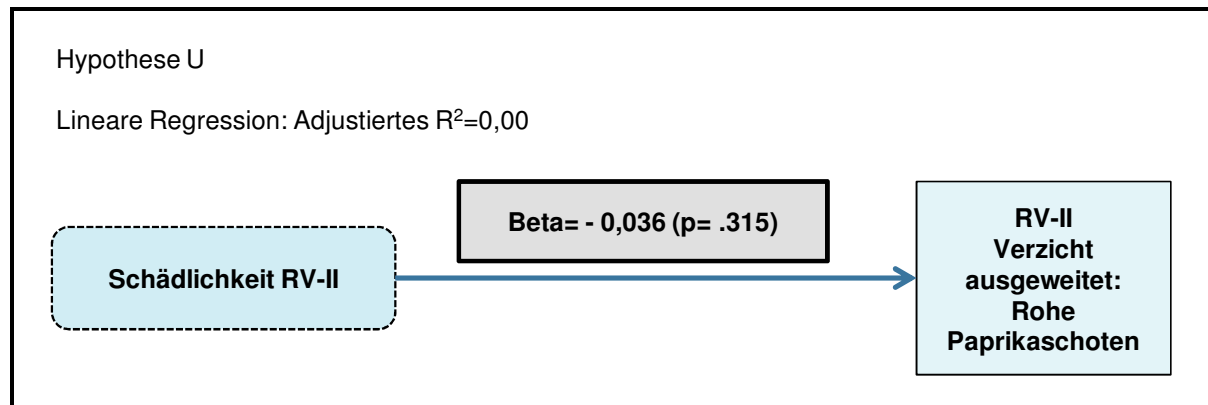 Hypothese U
Lineare Regression: Adjustiertes R²=0,00
Beta= - 0,036 (p= .315)
Schädlichkeit RV-II
RV-II
Verzicht
ausgeweitet:
Rohe
Paprikaschoten